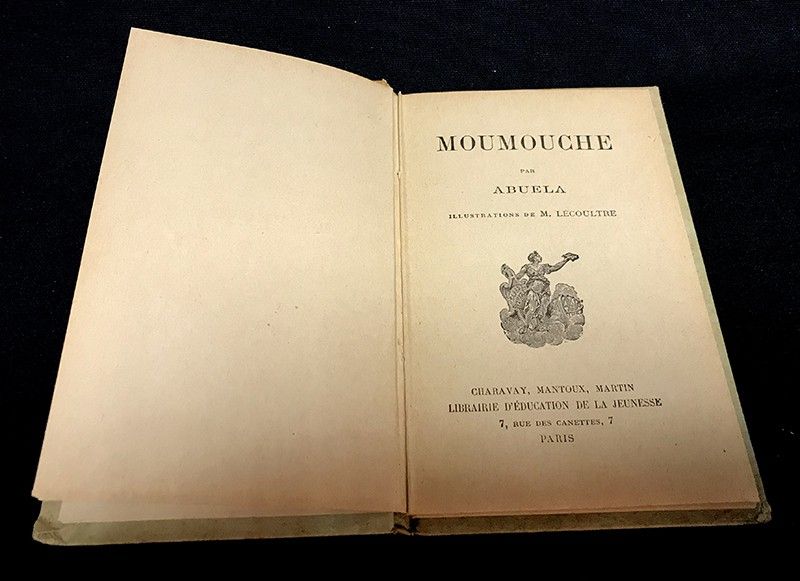 MOUMOUCHE
PAR
ABUELA
ILLUSTRATIONS DE M. LÉCOULTRE
CHARAVAY, MANTOUX, MARTIN
LIBRAIRIE D'ÉDUCATION DE LA JEUNESSE
7, RUE DES CANETTES, 7
PARIS